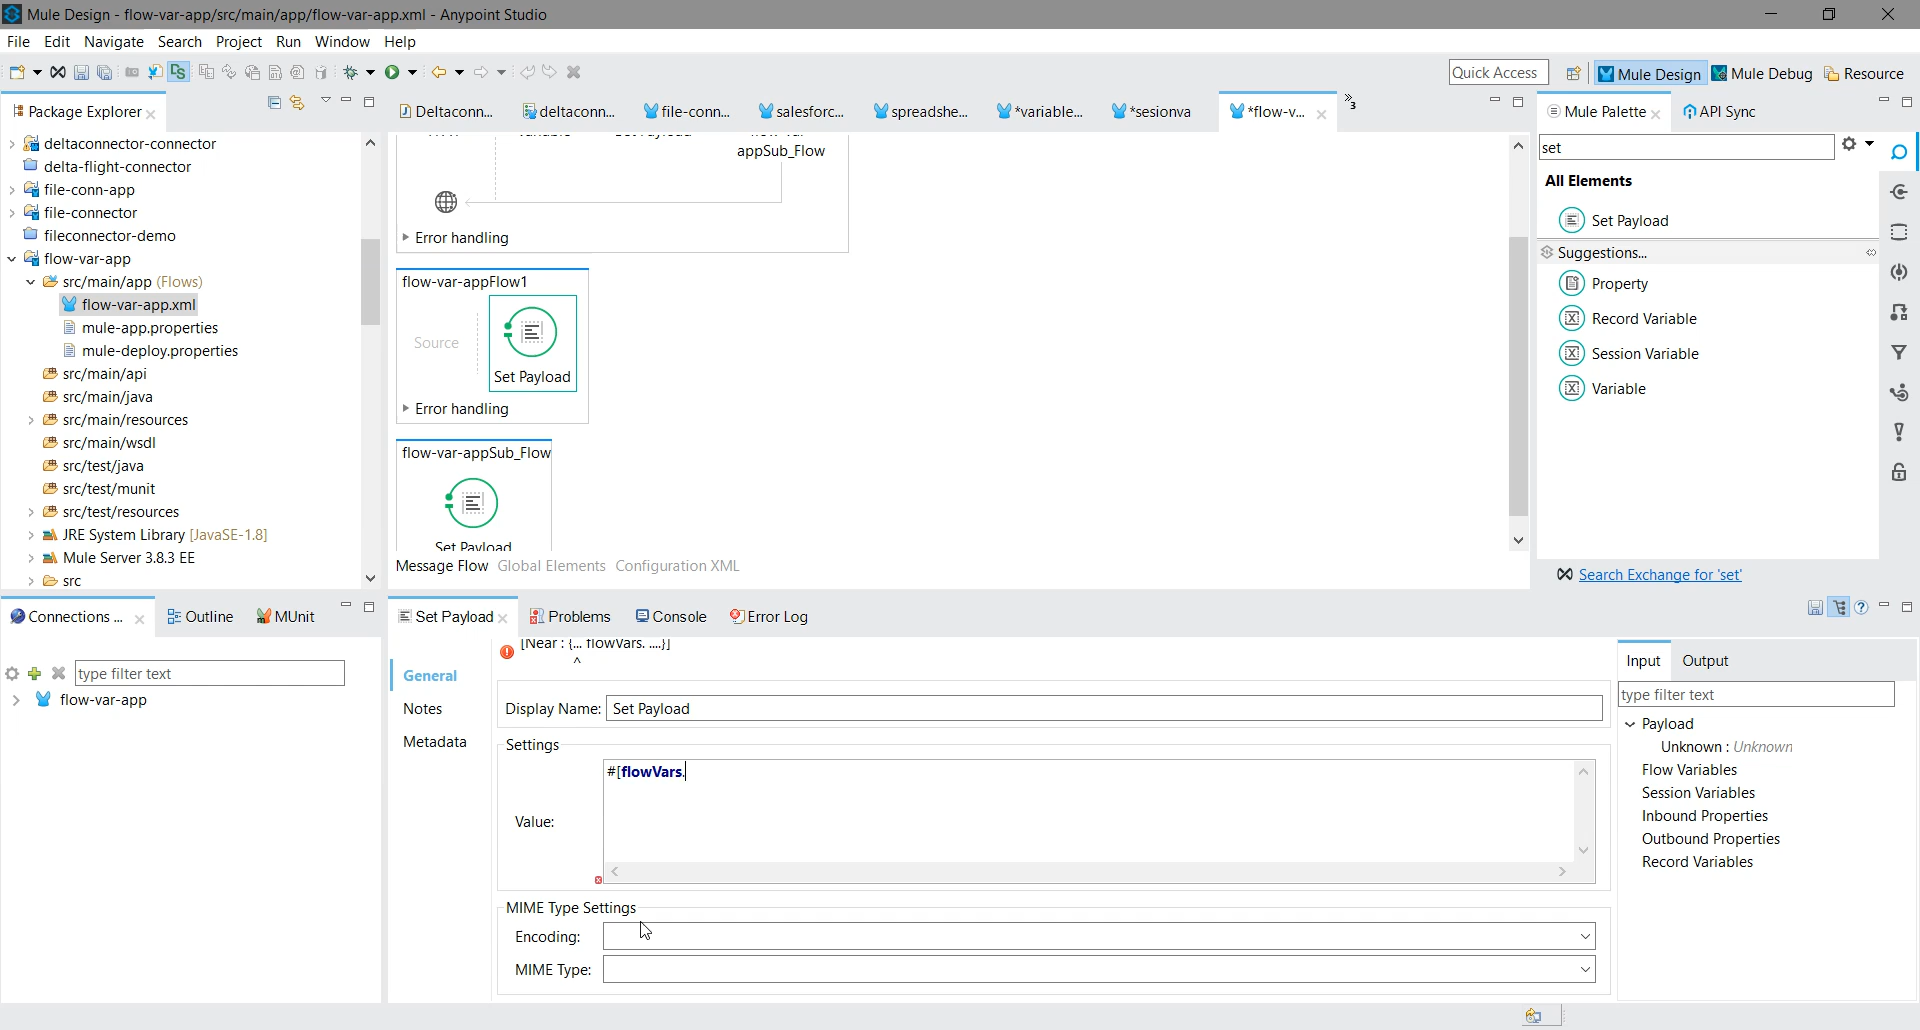 Mule Design - flow-var-app/src/main/app/flow-var-app.xml - Anypoint Studio
File Edit Navigate Search Project Run Window Help
Quick Access
Mule Design
Mule Debug
Resource
Package Explorer
Deltaconn...
deltaconn...
file-conn...
salesforc...
spreadshe...
*variable...
*sesionva
*flow-v...
»3
Mule Palette
API Sync
deltaconnector-connector
delta-flight-connector
file-conn-app
file-connector
fileconnector-demo
flow-var-app
src/main/app (Flows)
flow-var-app.xml
mule-app.properties
mule-deploy.properties
src/main/api
src/main/java
src/main/resources
src/main/wsdl
src/test/java
src/test/munit
src/test/resources
JRE System Library [JavaSE-1.8]
Mule Server 3.8.3 EE
src
appSub_Flow
Error handling
flow-var-appFlow1
Source
Set Payload
Error handling
flow-var-appSub_Flow
Set Payload
Message Flow Global Elements Configuration XML
set
All Elements
Set Payload
Suggestions...
Property
Record Variable
Session Variable
Variable
Search Exchange for 'set'
Connections ...
Outline
MUnit
type filter text
flow-var-app
Set Payload
Problems
Console
Error Log
General
Notes
Metadata
[Near : {... flowVars. ....}]
^
Display Name: Set Payload
Settings
#[flowVars.
Value:
MIME Type Settings
Encoding:
MIME Type:
Input
Output
type filter text
Payload
Unknown : Unknown
Flow Variables
Session Variables
Inbound Properties
Outbound Properties
Record Variables